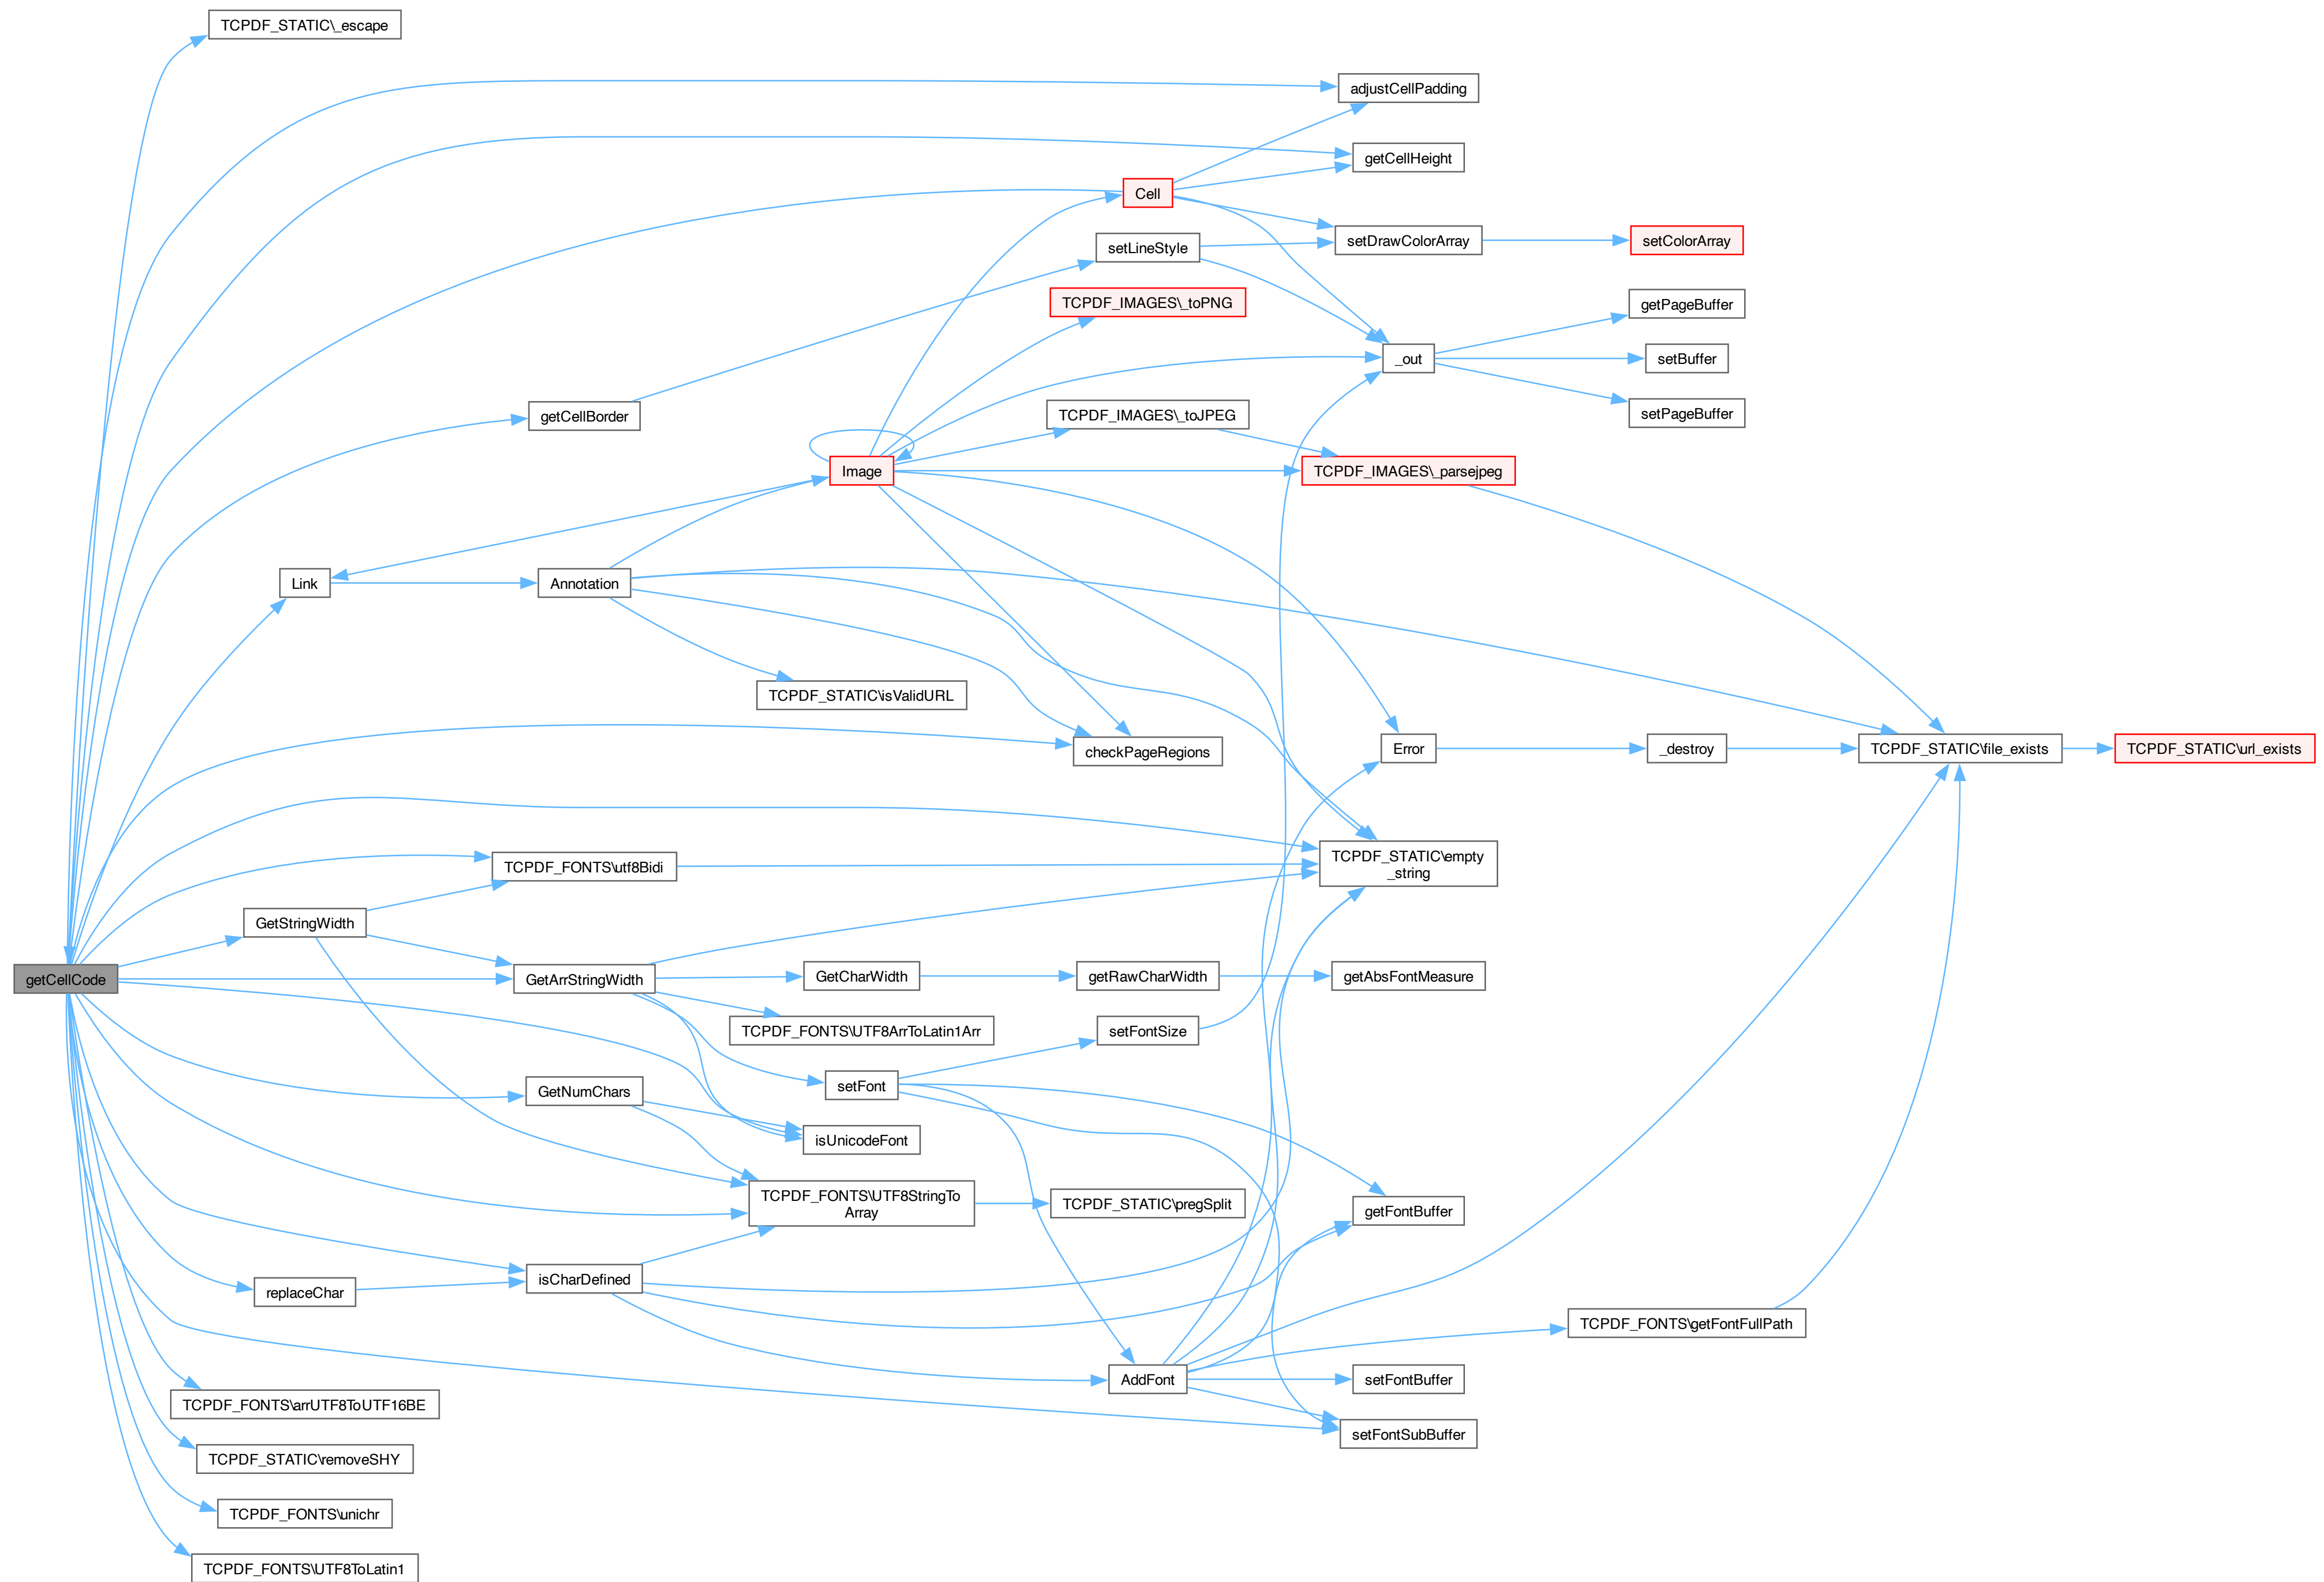 TCPDF_STATIC\_escape
adjustCellPadding
getCellHeight
Cell
setLineStyle
setDrawColorArray
setColorArray
TCPDF_IMAGES\_toPNG
getPageBuffer
_out
setBuffer
getCellBorder
TCPDF_IMAGES\_toJPEG
setPageBuffer
Image
TCPDF_IMAGES\_parsejpeg
Link
Annotation
TCPDF_STATIC\isValidURL
checkPageRegions
Error
_destroy
TCPDF_STATIC\file_exists
TCPDF_STATIC\url_exists
TCPDF_FONTS\utf8Bidi
TCPDF_STATIC\empty
_string
GetStringWidth
getCellCode
GetArrStringWidth
GetCharWidth
getRawCharWidth
getAbsFontMeasure
TCPDF_FONTS\UTF8ArrToLatin1Arr
setFontSize
setFont
GetNumChars
isUnicodeFont
TCPDF_FONTS\UTF8StringTo
Array
TCPDF_STATIC\pregSplit
getFontBuffer
isCharDefined
replaceChar
TCPDF_FONTS\getFontFullPath
AddFont
setFontBuffer
TCPDF_FONTS\arrUTF8ToUTF16BE
setFontSubBuffer
TCPDF_STATIC\removeSHY
TCPDF_FONTS\unichr
TCPDF_FONTS\UTF8ToLatin1